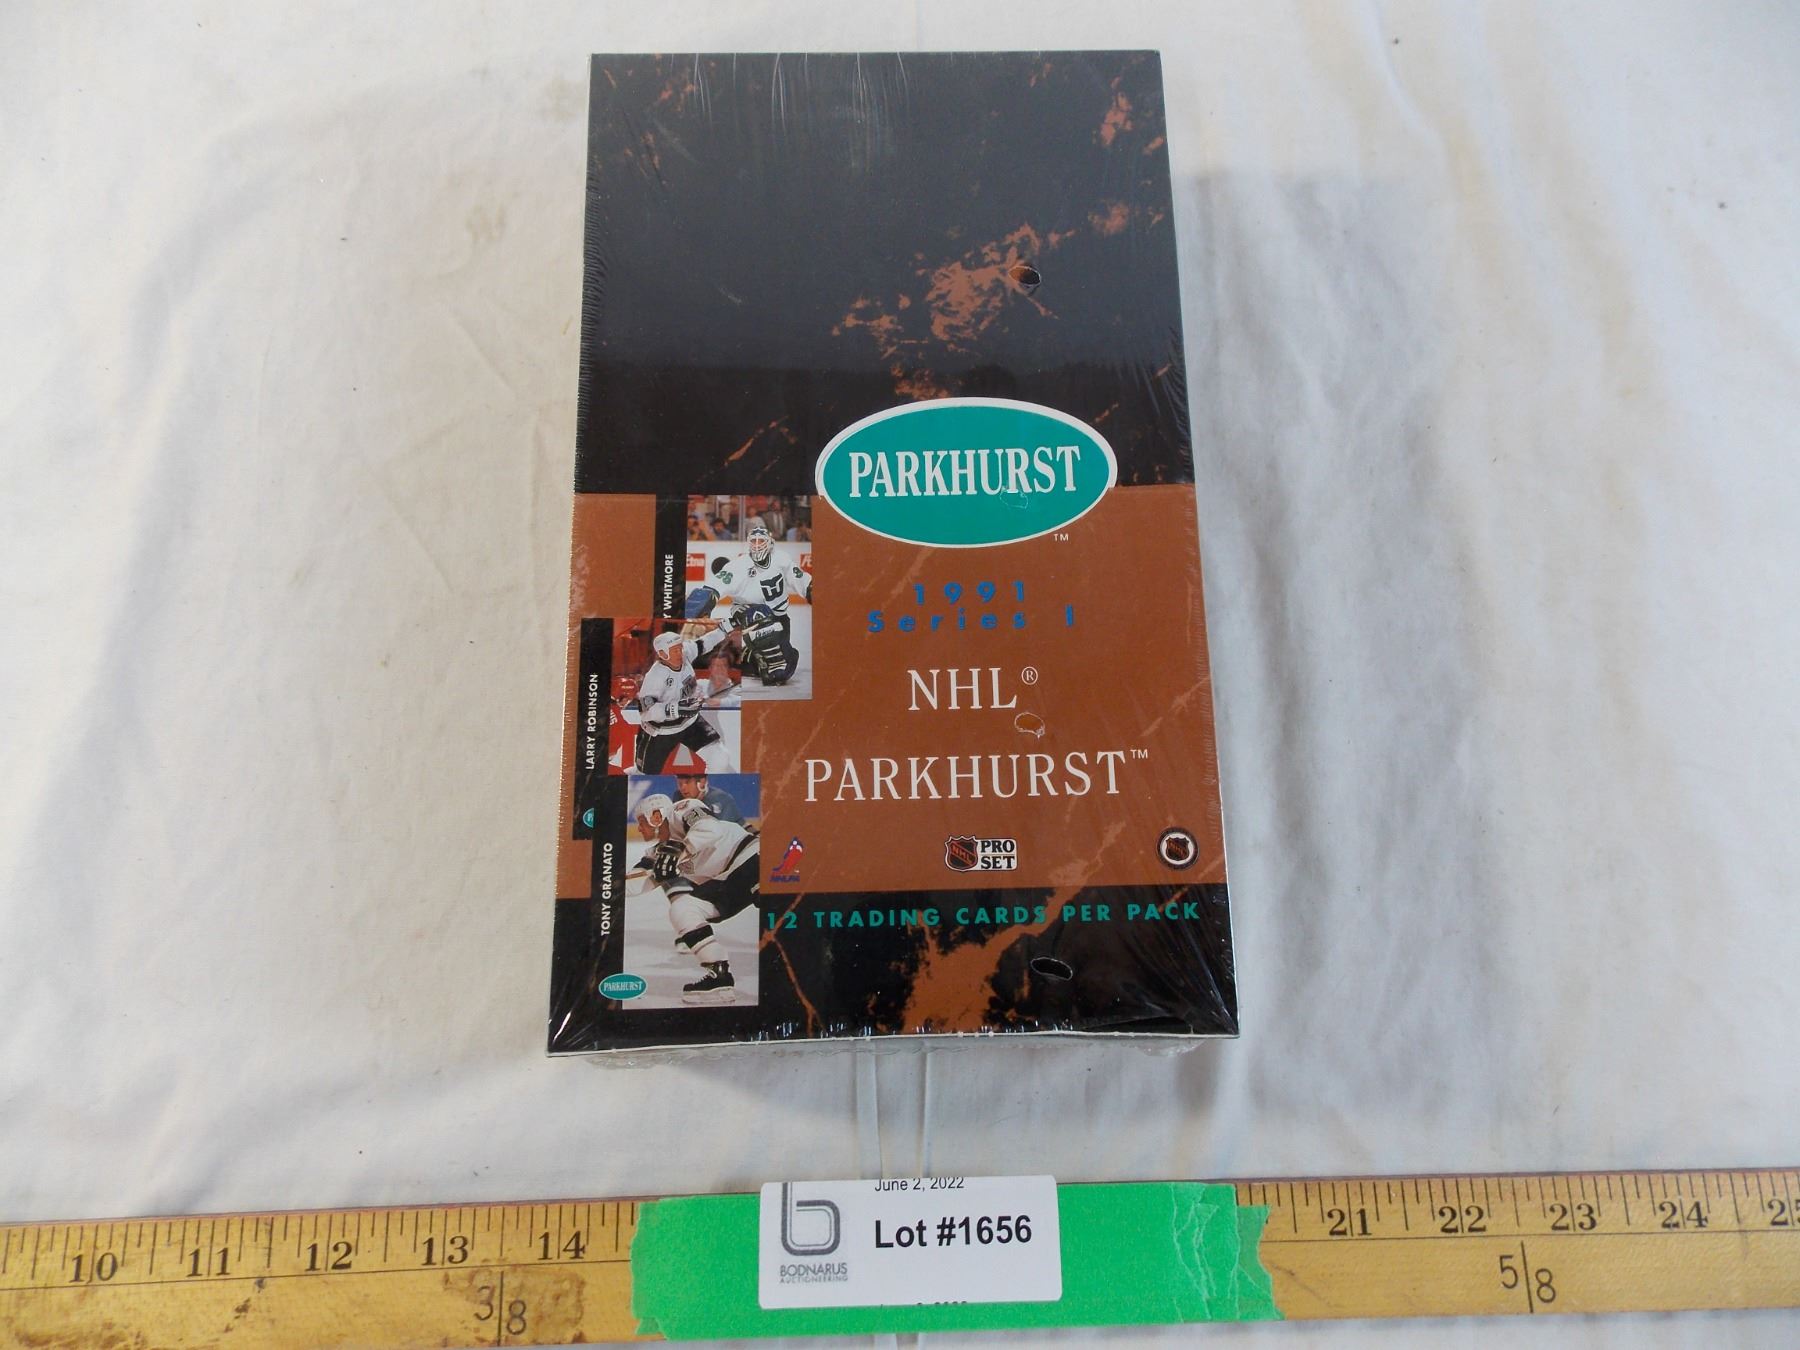 PARKHURST
TM
WHITMORE
1991
Series I
NHL®
LARRY ROBINSON
PARKHURST™
TONY GRANATO
NHLPA
NHL
PRO
SET
12 TRADING CARDS PER PACK
PARKHURST
June 2, 2022
Lot #1656
BODNARUS
AUCTIONEERING
10 11 12 13 14 21 22 23 24
3/8
5/8